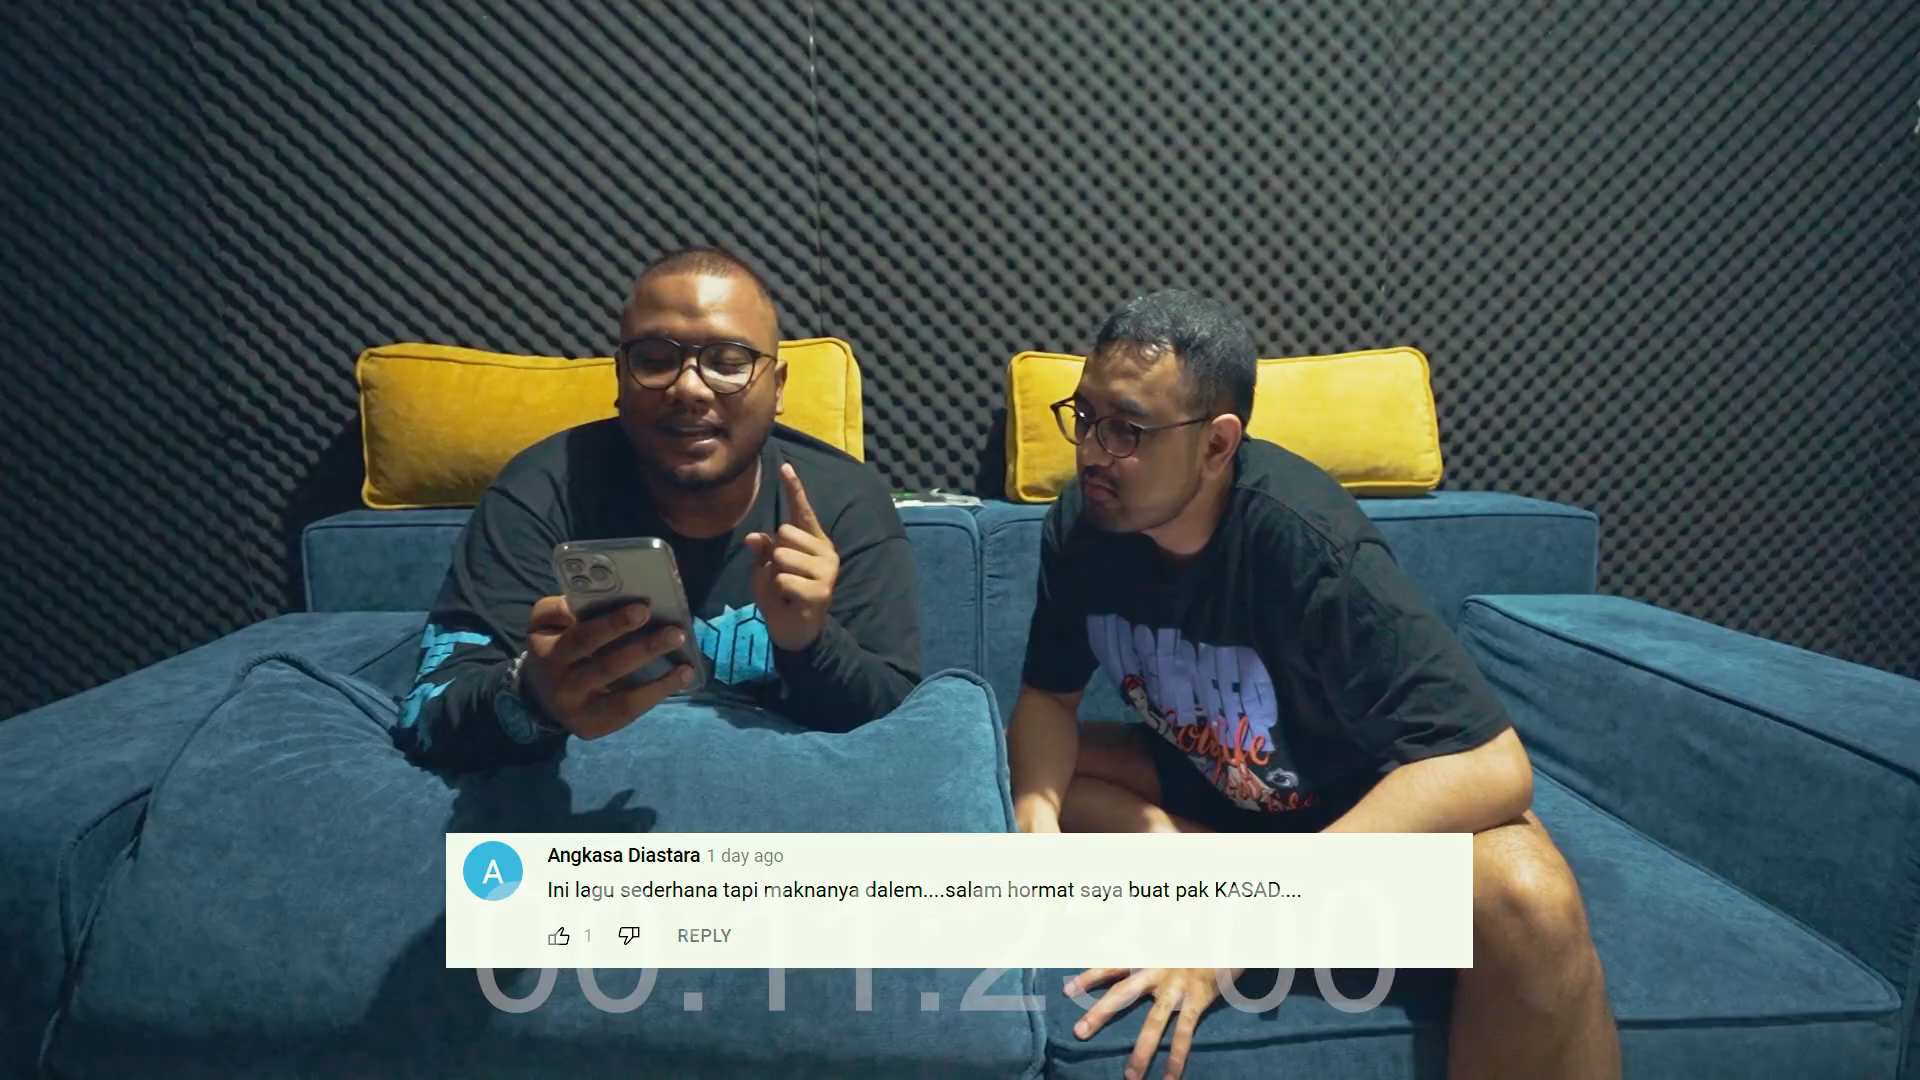 A
Angkasa Diastara 1 day ago
Ini lagu sederhana tapi maknanya dalem....salam hormat saya buat pak KASAD....
1
REPLY
00:11:23:00